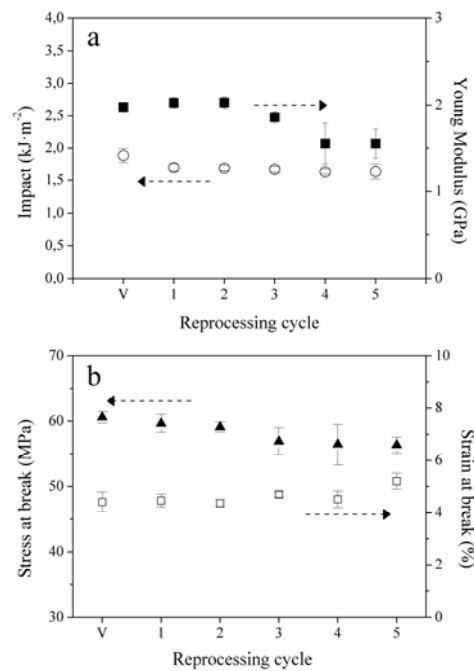 a
4,0
3,5
3,0
2,5
2,0
1,5
1,0
0,5
0,0
Impact (kJ·m-2)
3
2
1
0
Young Modulus (GPa)
V 1 2 3 4 5
Reprocessing cycle
b
70
60
50
40
30
Stress at break (MPa)
10
8
6
4
2
0
Strain at break (%)
V 1 2 3 4 5
Reprocessing cycle